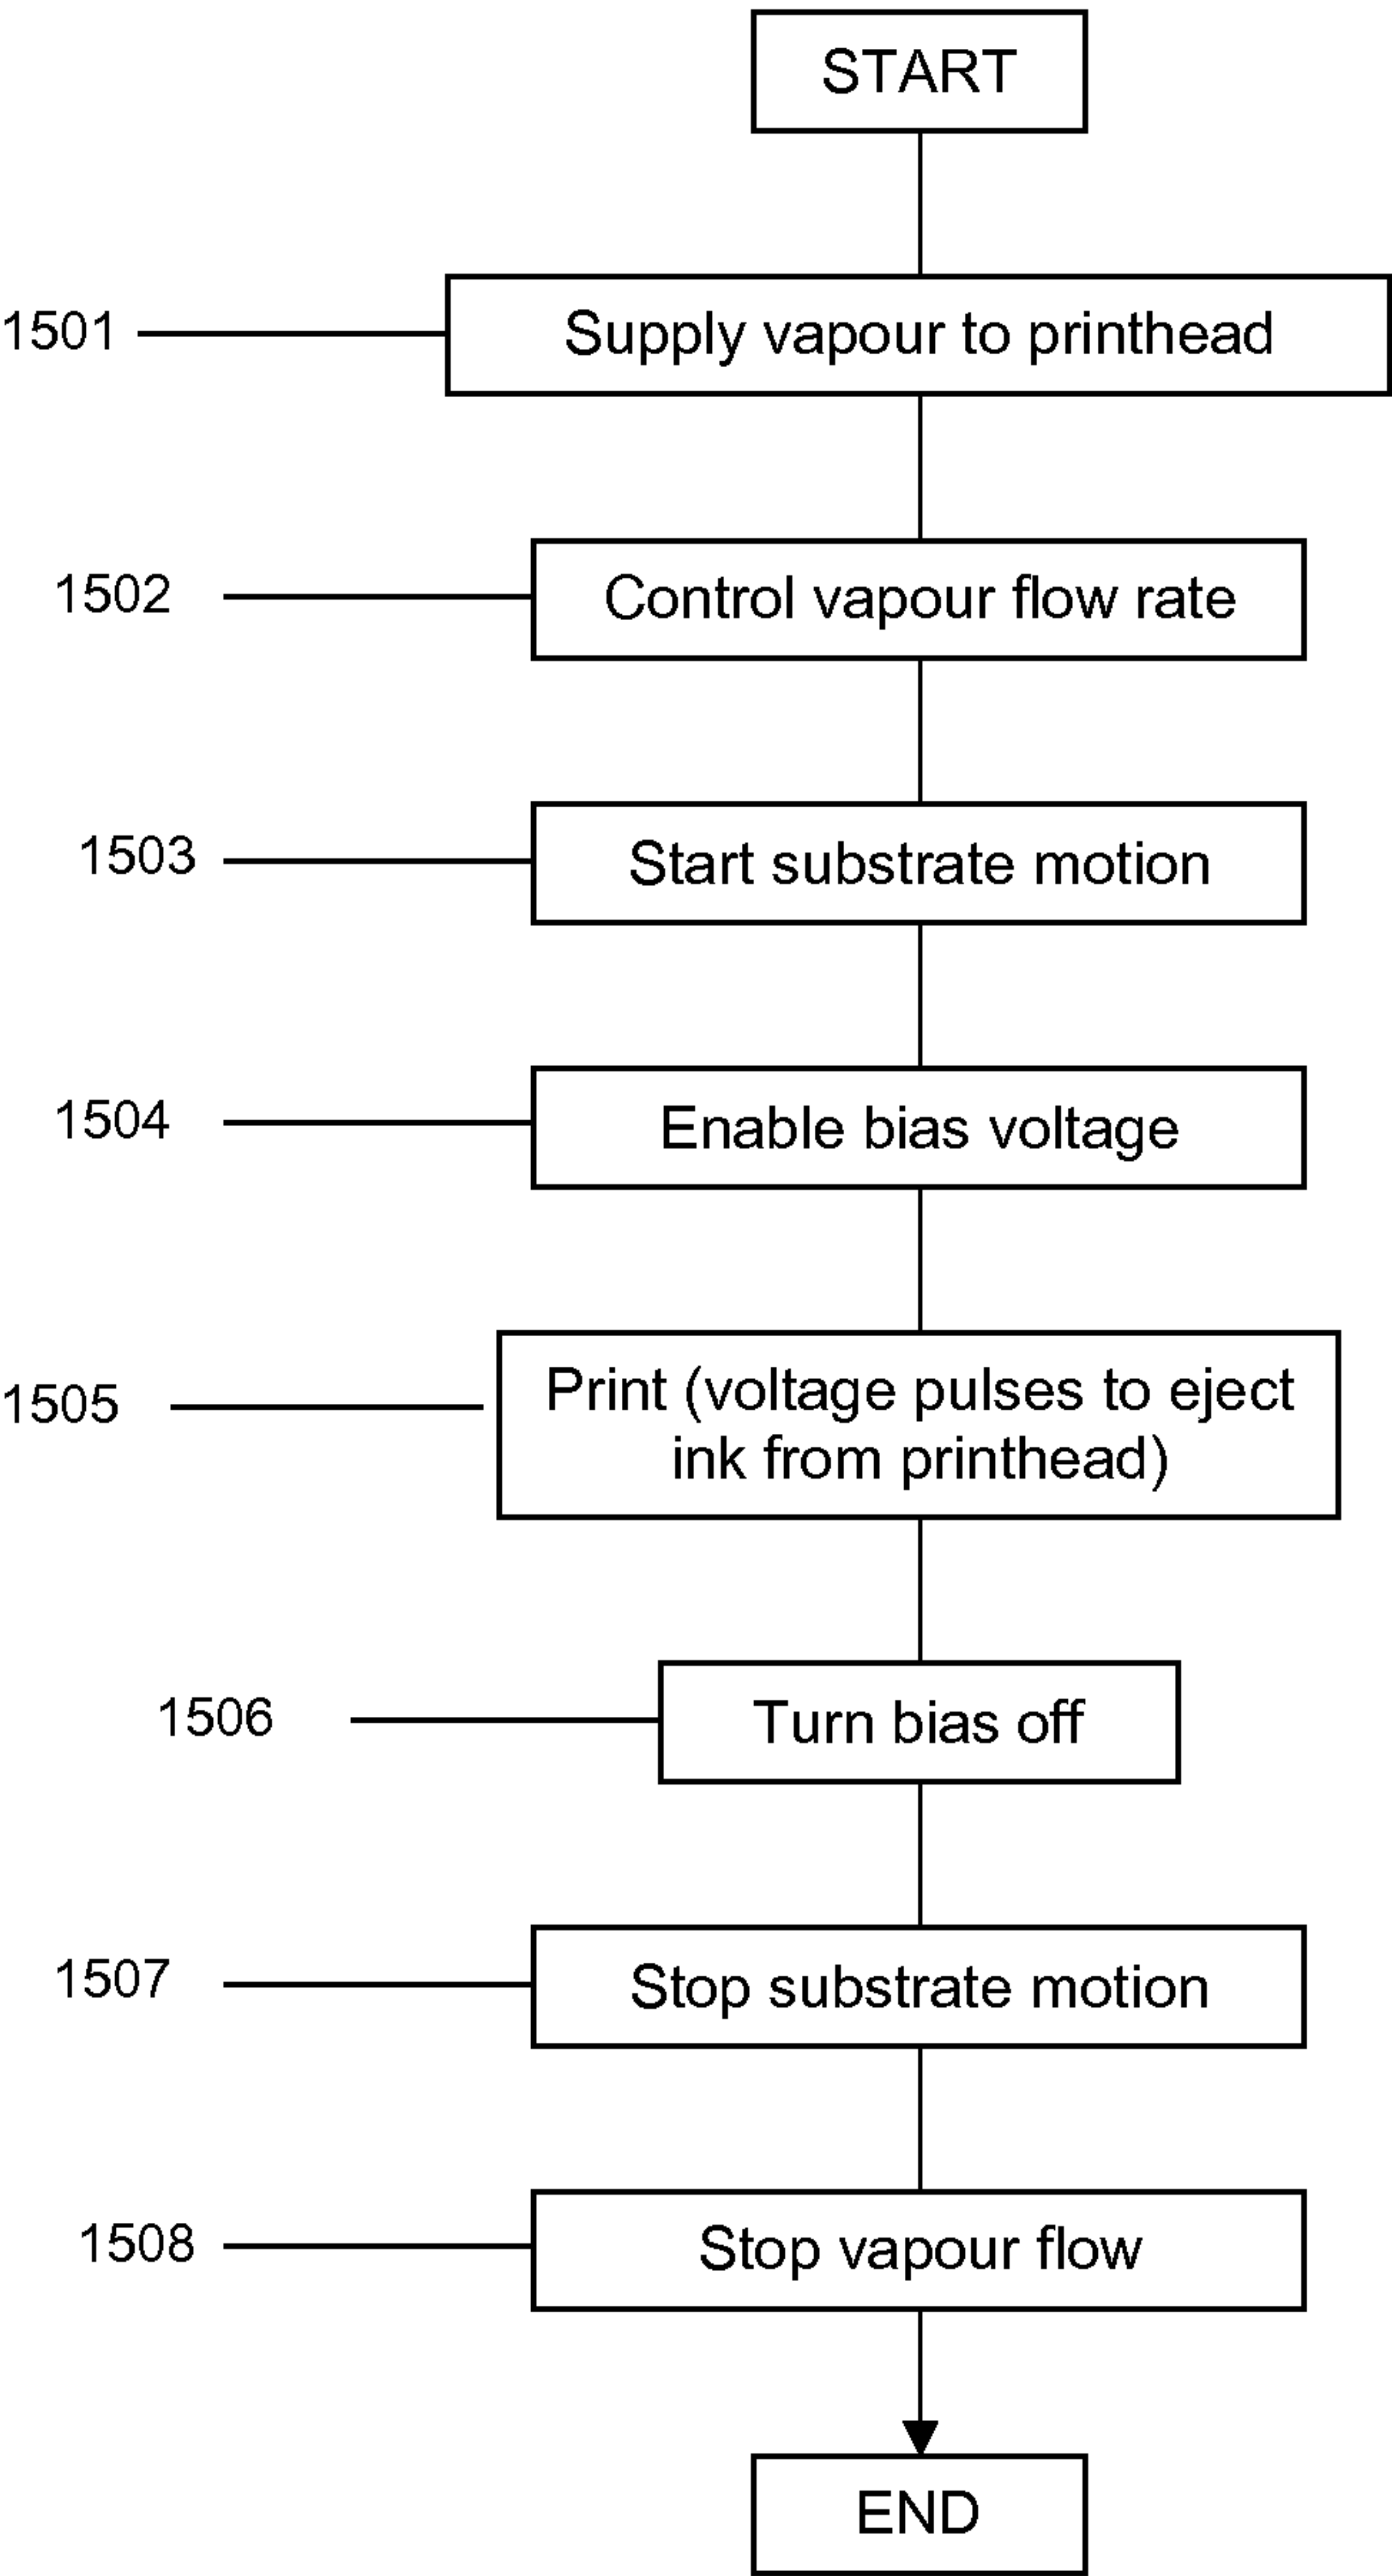 START
1501
Supply vapour to printhead
1502
Control vapour flow rate
1503
Start substrate motion
1504
Enable bias voltage
1505
Print (voltage pulses to eject
ink from printhead)
1506
Turn bias off
1507
Stop substrate motion
1508
Stop vapour flow
END